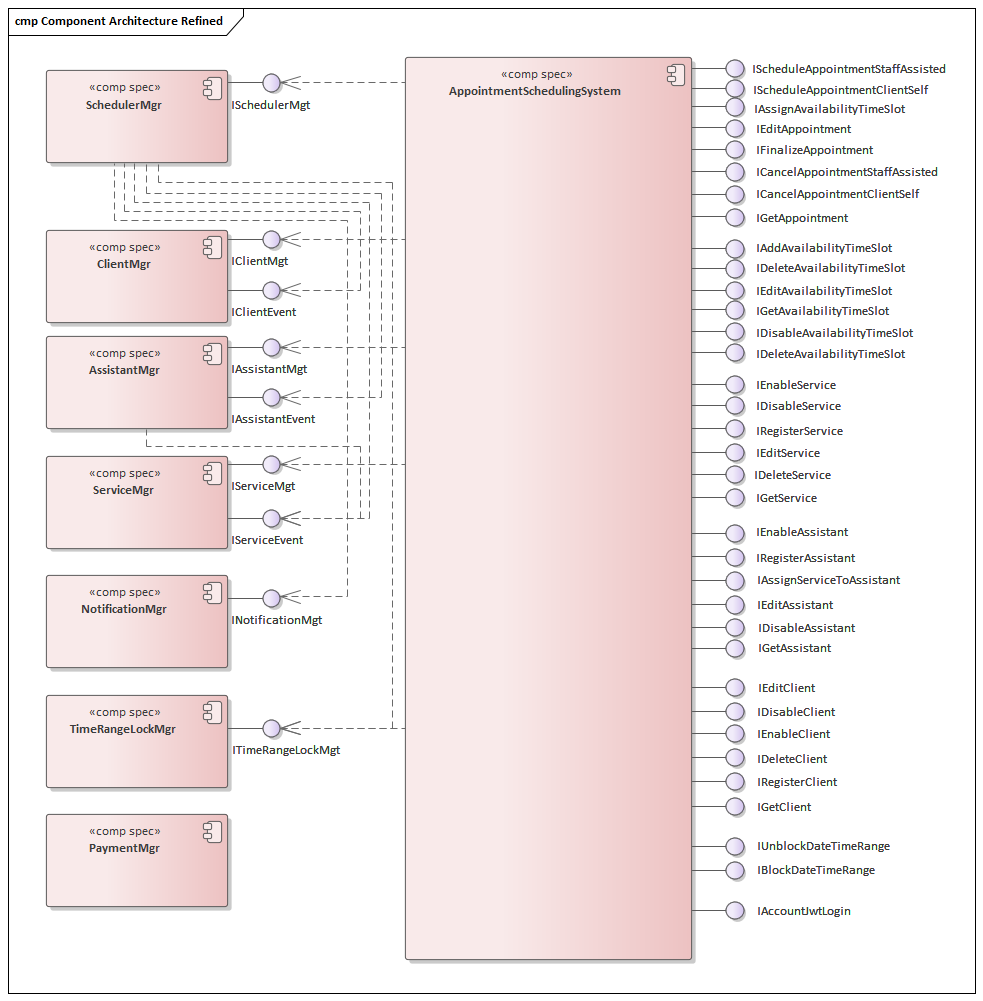 cmp Component Architecture Refined
«comp spec»
SchedulerMgr
ISchedulerMgt
«comp spec»
ClientMgr
IClientMgt
IClientEvent
«comp spec»
AssistantMgr
IAssistantMgt
IAssistantEvent
«comp spec»
ServiceMgr
IServiceMgt
IServiceEvent
«comp spec»
NotificationMgr
INotificationMgt
«comp spec»
TimeRangeLockMgr
ITimeRangeLockMgt
«comp spec»
PaymentMgr
«comp spec»
AppointmentSchedulingSystem
IScheduleAppointmentStaffAssisted
IScheduleAppointmentClientSelf
IAssignAvailabilityTimeSlot
IEditAppointment
IFinalizeAppointment
ICancelAppointmentStaffAssisted
ICancelAppointmentClientSelf
IGetAppointment
IAddAvailabilityTimeSlot
IDeleteAvailabilityTimeSlot
IEditAvailabilityTimeSlot
IGetAvailabilityTimeSlot
IDisableAvailabilityTimeSlot
IDeleteAvailabilityTimeSlot
IEnableService
IDisableService
IRegisterService
IEditService
IDeleteService
IGetService
IEnableAssistant
IRegisterAssistant
IAssignServiceToAssistant
IEditAssistant
IDisableAssistant
IGetAssistant
IEditClient
IDisableClient
IEnableClient
IDeleteClient
IRegisterClient
IGetClient
IUnblockDateTimeRange
IBlockDateTimeRange
IAccountJwtLogin